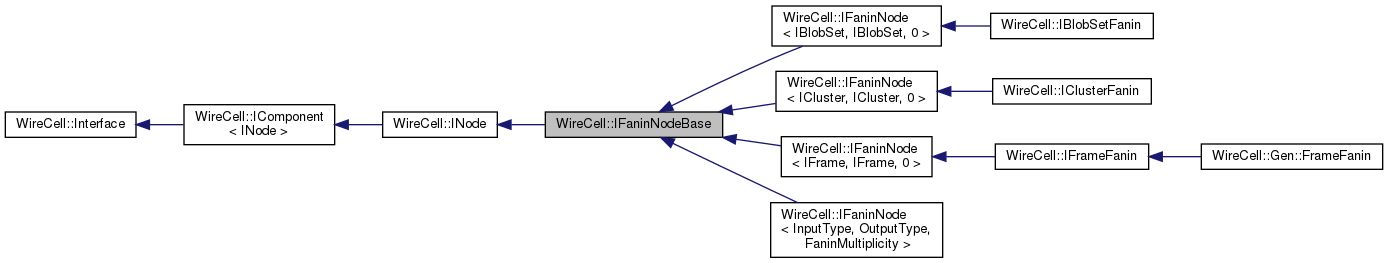 WireCell::Interface
WireCell::IComponent
< INode >
WireCell::INode
WireCell::IFaninNodeBase
WireCell::IFaninNode
< IBlobSet, IBlobSet, 0 >
WireCell::IBlobSetFanin
WireCell::IFaninNode
< ICluster, ICluster, 0 >
WireCell::IClusterFanin
WireCell::IFaninNode
< IFrame, IFrame, 0 >
WireCell::IFrameFanin
WireCell::Gen::FrameFanin
WireCell::IFaninNode
< InputType, OutputType,
FaninMultiplicity >